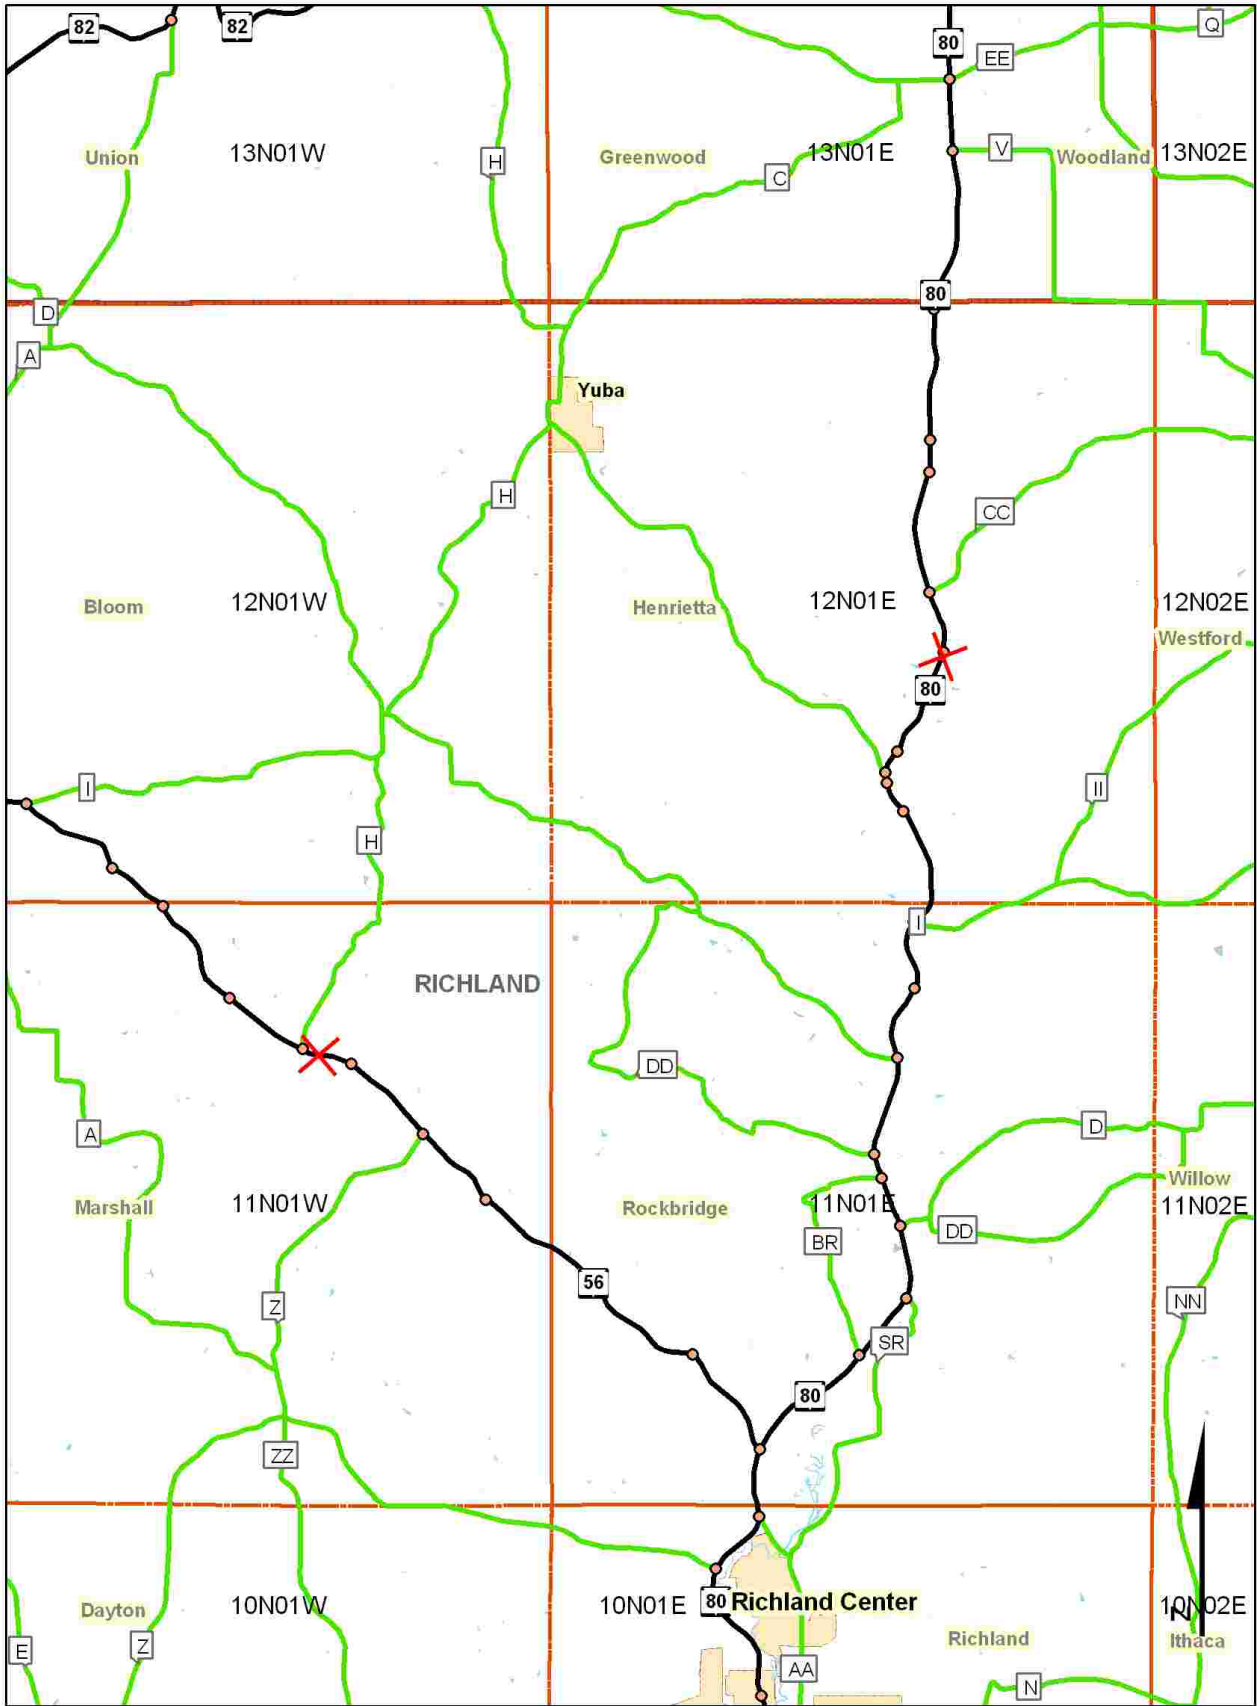 82
82
80
Q
EE
Union
13N01W
H
Greenwood
13N01E
V
Woodland
13N02E
C
80
D
A
Yuba
H
CC
Bloom
12N01W
Henrietta
12N01E
12N02E
Westford
80
I
II
H
I
RICHLAND
DD
A
D
Marshall
11N01W
Rockbridge
11N01E
Willow
11N02E
BR
DD
56
Z
NN
SR
80
ZZ
Dayton
10N01W
10N01E
80
Richland Center
10N02E
N
E
Z
Richland
Ithaca
AA
N